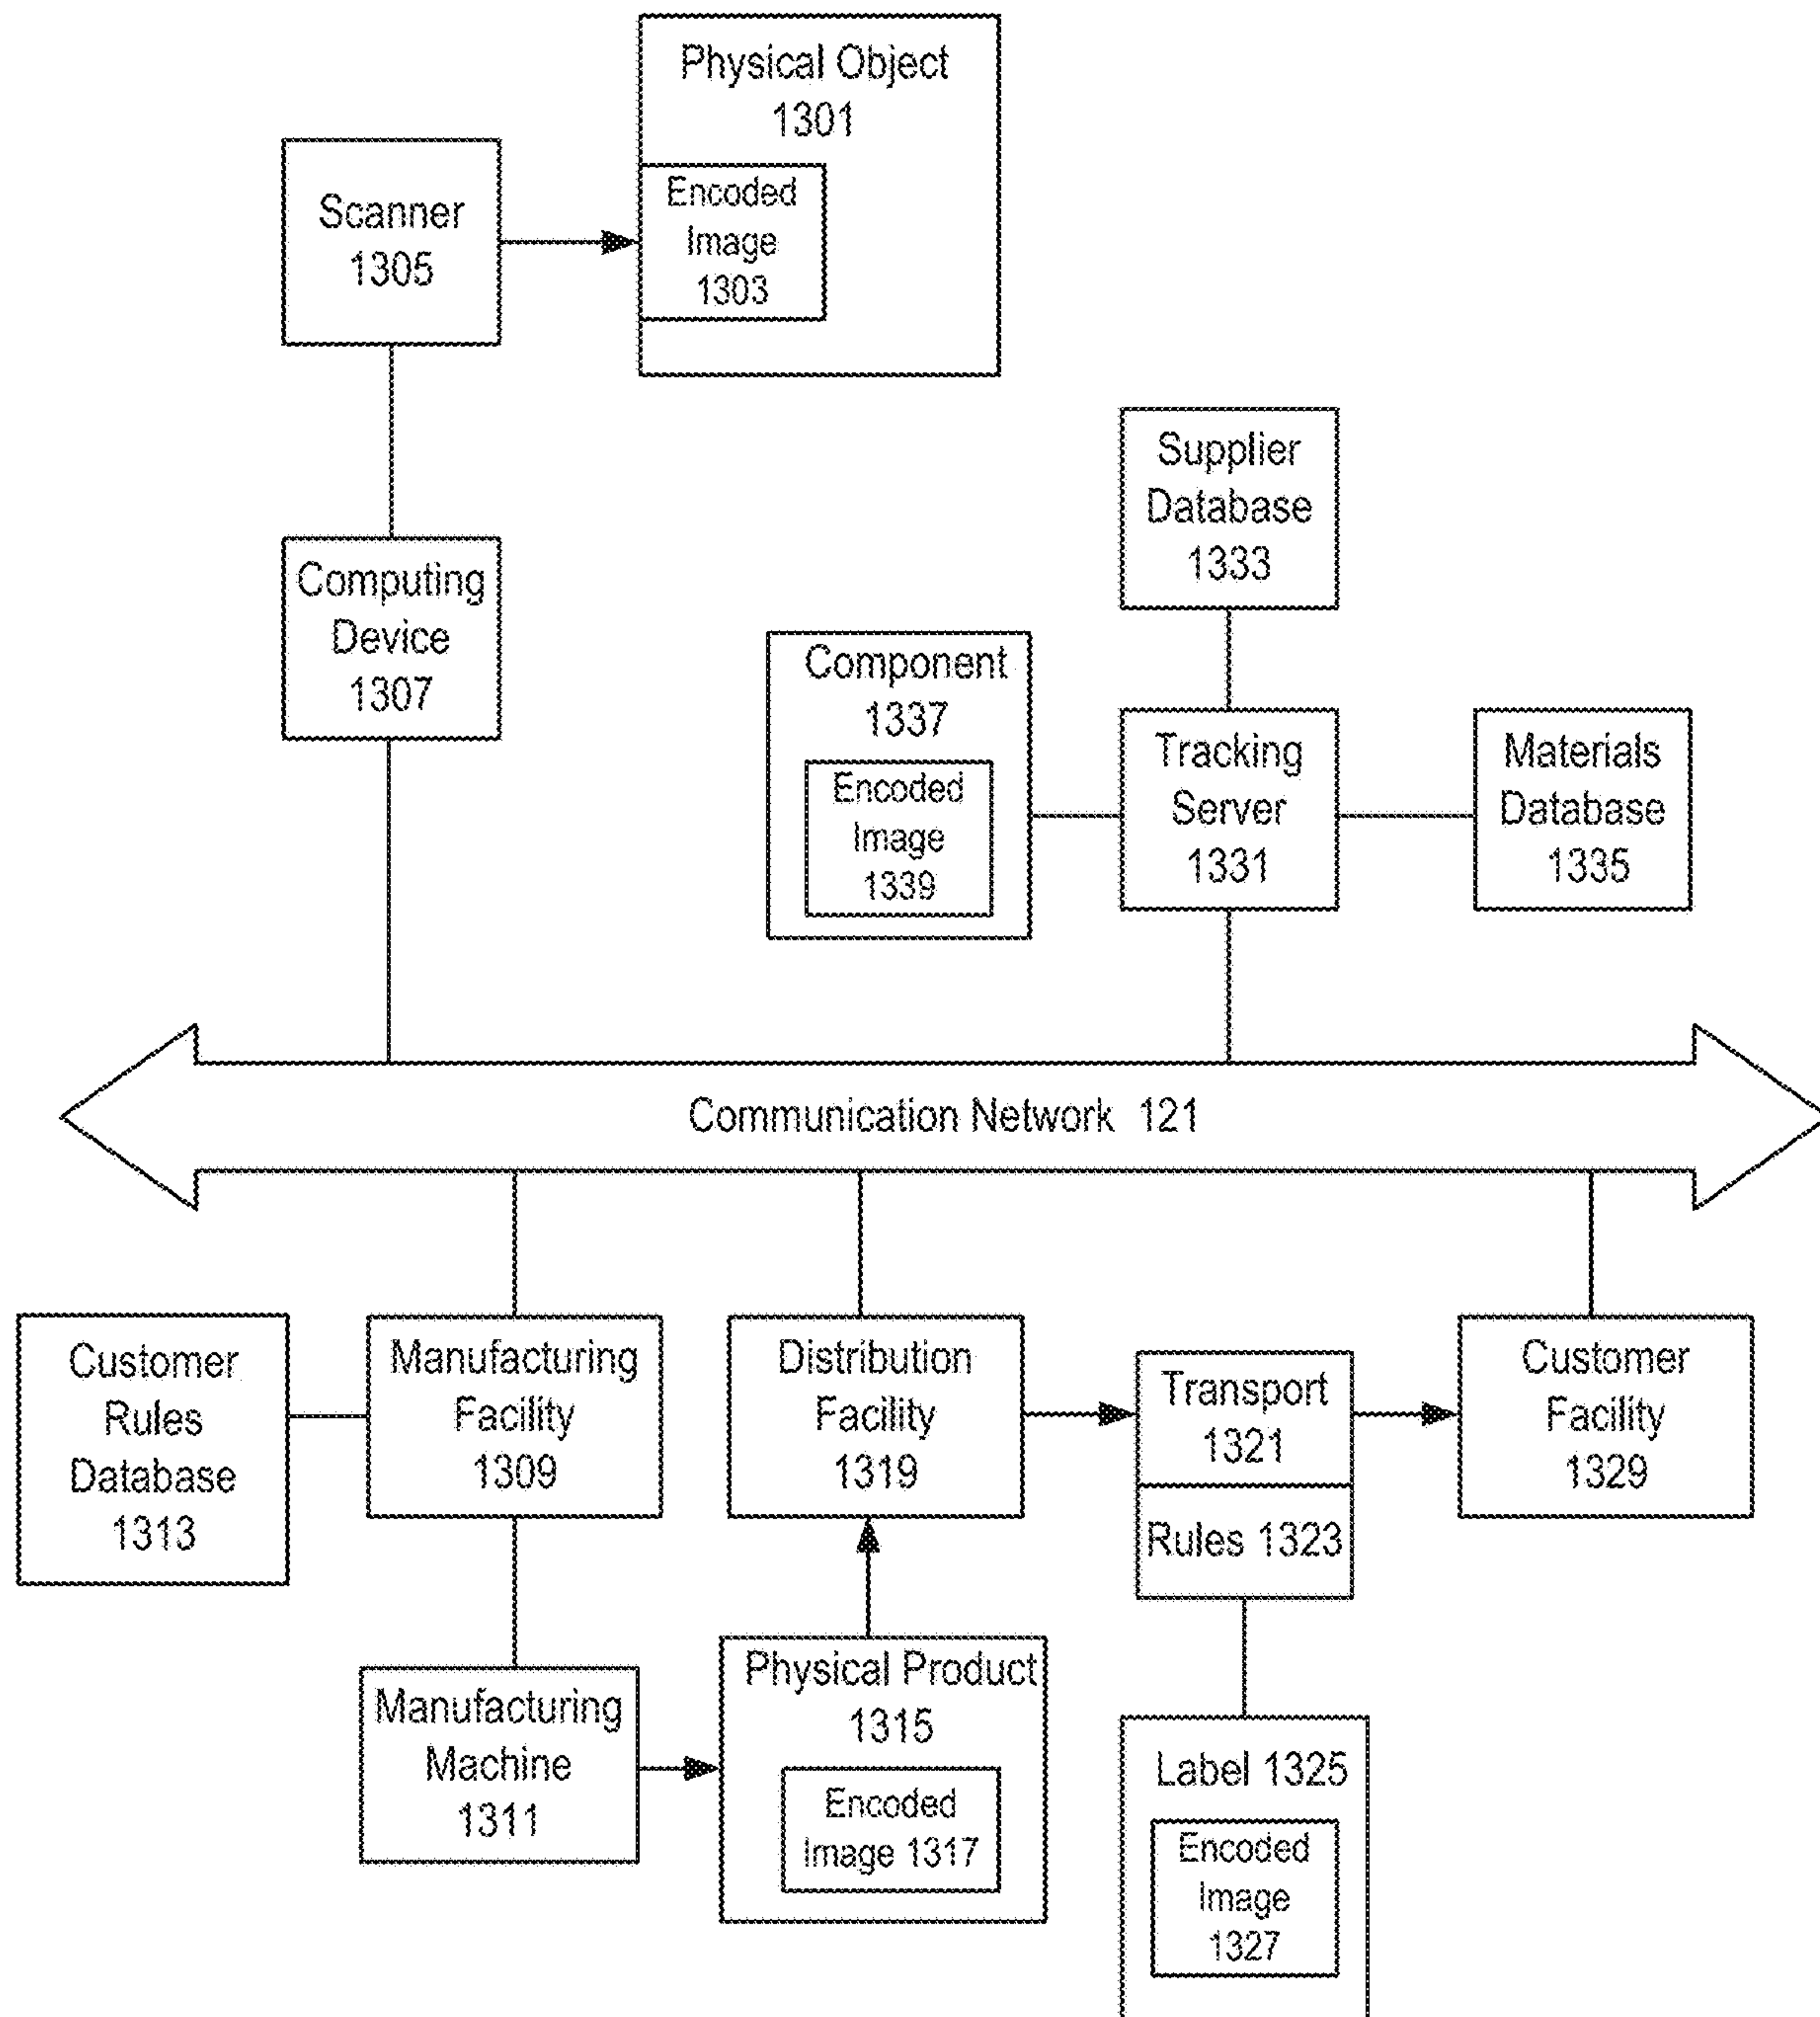 Physical Object
1301
Encoded
Image
1303
Scanner
1305
Supplier
Database
1333
Computing
Device
1307
Component
1337
Encoded
Image
1339
Tracking
Server
1331
Materials
Database
1335
Communication Network 121
Customer
Rules
Database
1313
Manufacturing
Facility
1309
Distribution
Facility
1319
Transport
1321
Rules 1323
Customer
Facility
1329
Manufacturing
Machine
1311
Physical Product
1315
Encoded
Image 1317
Label 1325
Encoded
Image
1327